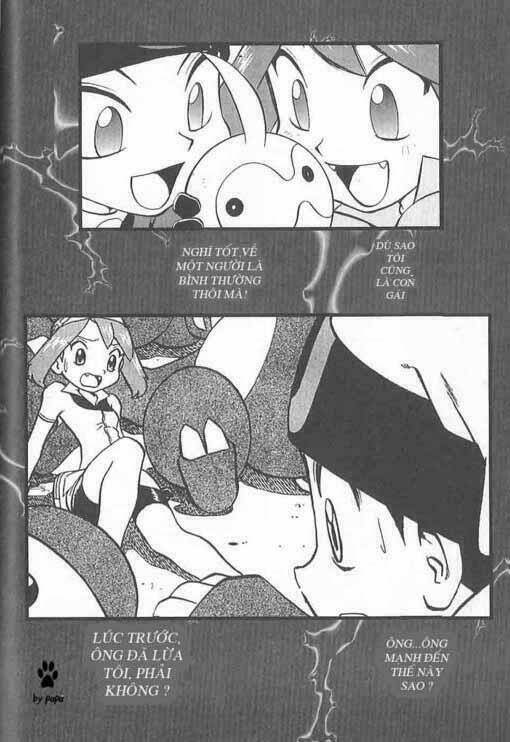 DÙ SAO
TÔI
CŨNG
LÀ CON
GÁI
NGHĨ TỐT VỀ
MỘT NGƯỜI LÀ
BÌNH THƯỜNG
THÔI MÀ!
ÔNG...ÔNG
MẠNH ĐẾN
THẾ NÀY
SAO ?
LÚC TRƯỚC,
ÔNG ĐÃ LỪA
TÔI, PHẢI
KHÔNG ?
by papa